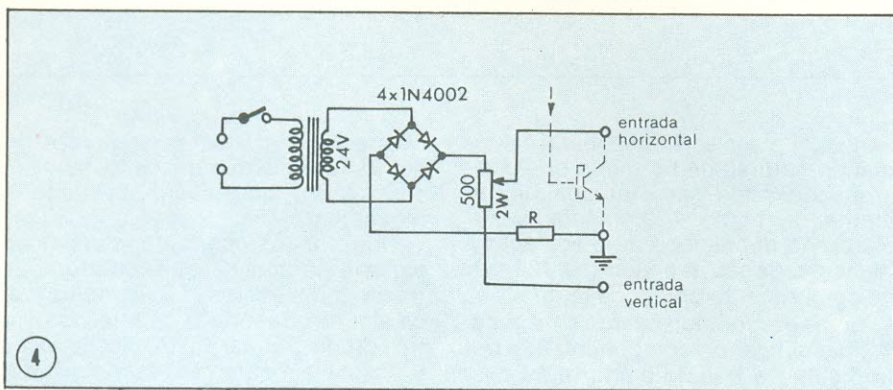 4x1N4002
24V
500
2W
R
entrada
horizontal
entrada
vertical
4